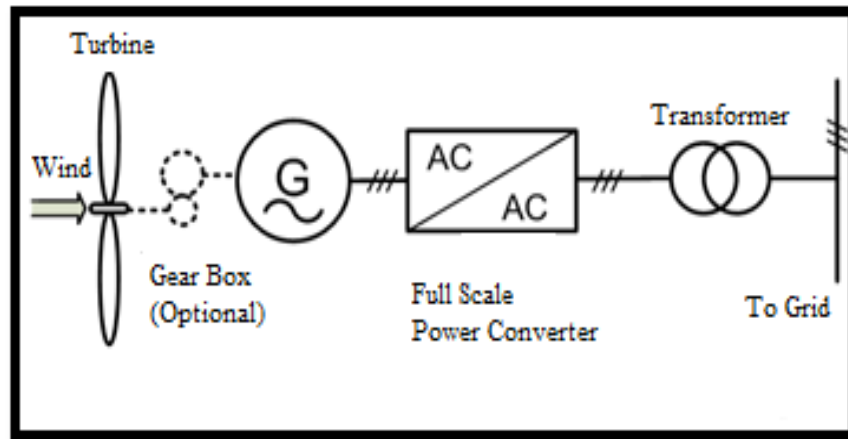 Turbine
Wind
Gear Box
(Optional)
G
AC
AC
Full Scale
Power Converter
Transformer
To Grid